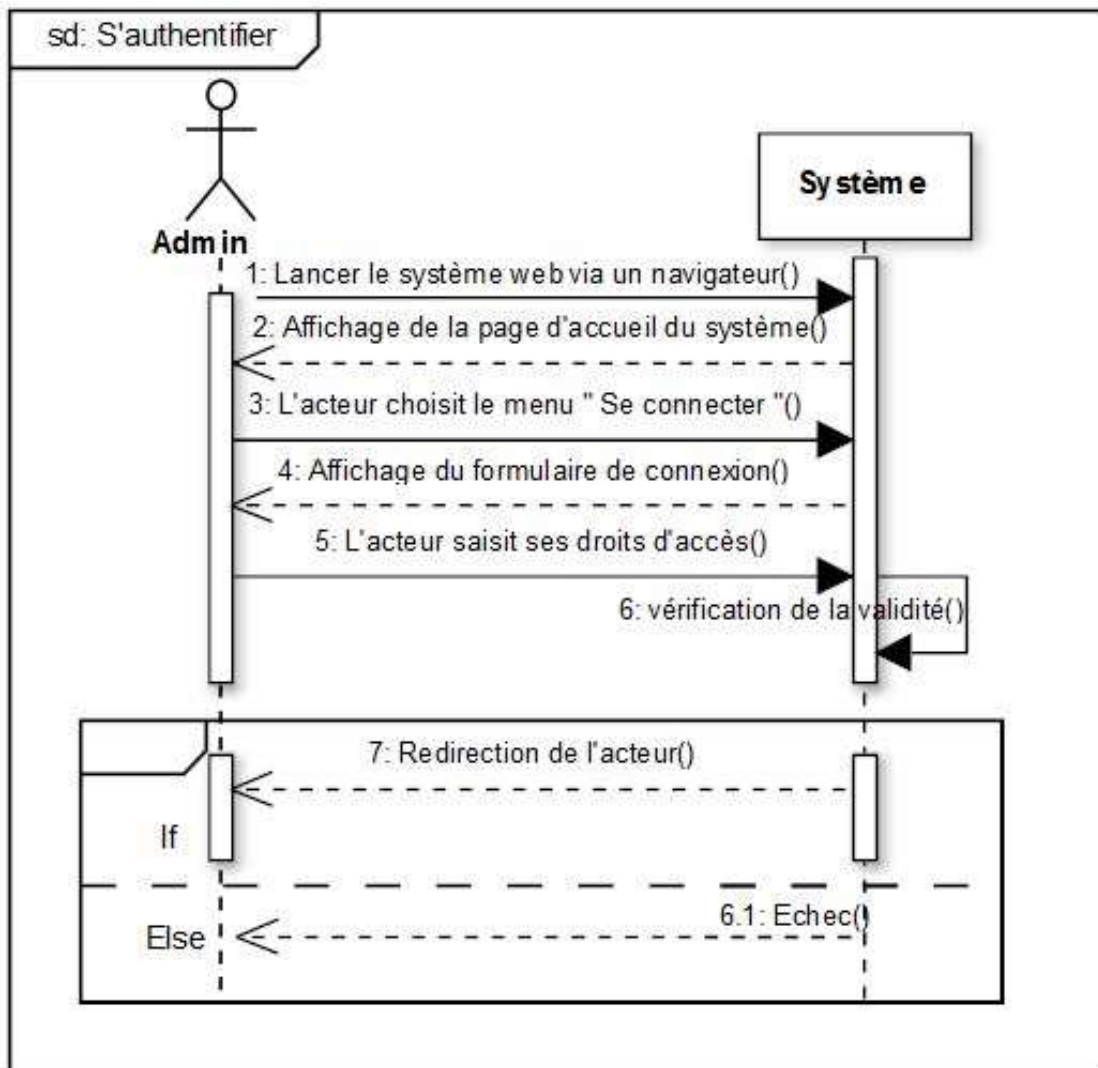 sd: S'authentifier
Admin
Système
1: Lancer le système web via un navigateur()
2: Affichage de la page d'accueil du système()
3: L'acteur choisit le menu " Se connecter "()
4: Affichage du formulaire de connexion()
5: L'acteur saisit ses droits d'accès()
6: vérification de la validité()
7: Redirection de l'acteur()
If
6.1: Echec()
Else